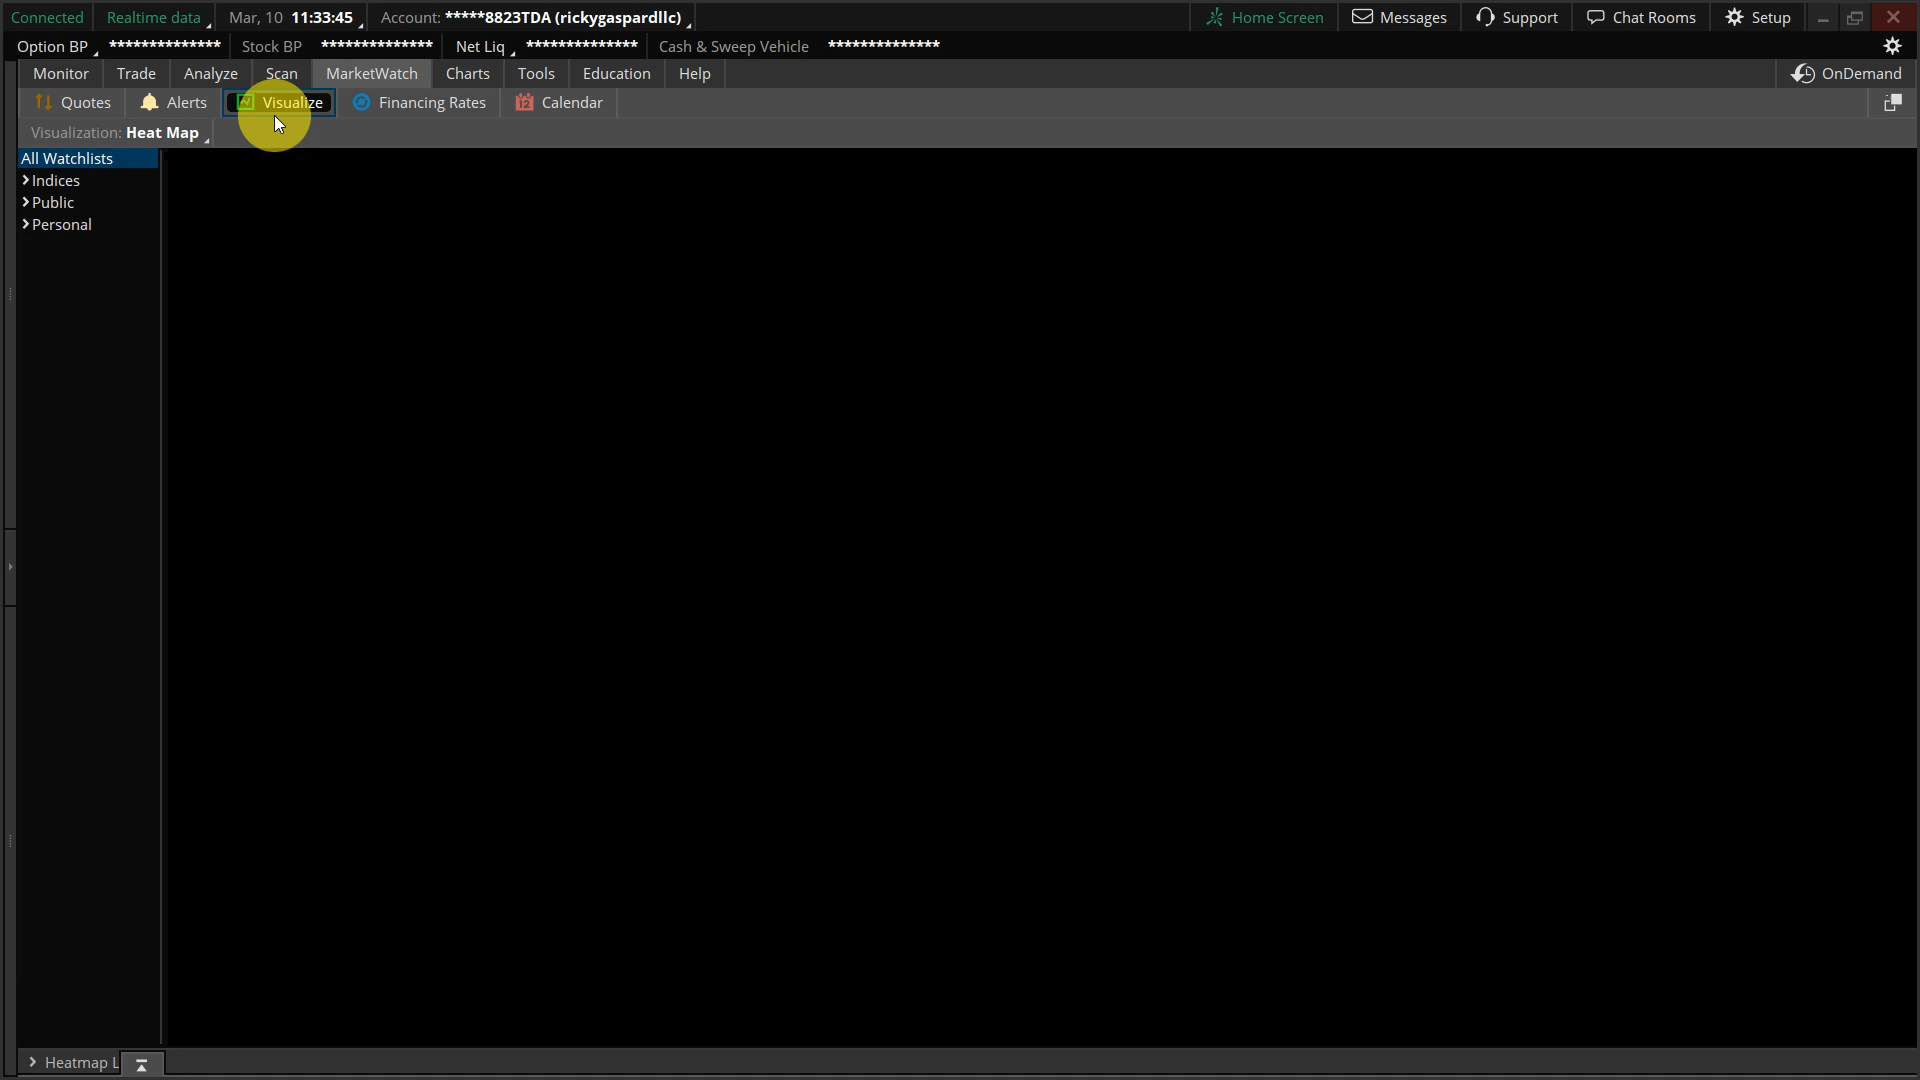 Connected Realtime data Mar, 10 11:33:45 Account: *****8823TDA (rickygaspardllc) Home Screen Messages Support Chat Rooms Setup
Option BP ************** Stock BP ************** Net Liq ************** Cash & Sweep Vehicle **************
Monitor Trade Analyze Scan MarketWatch Charts Tools Education Help OnDemand
Quotes Alerts Visualize Financing Rates 12 Calendar
Visualization: Heat Map
All Watchlists
Indices
Public
Personal
Heatmap L